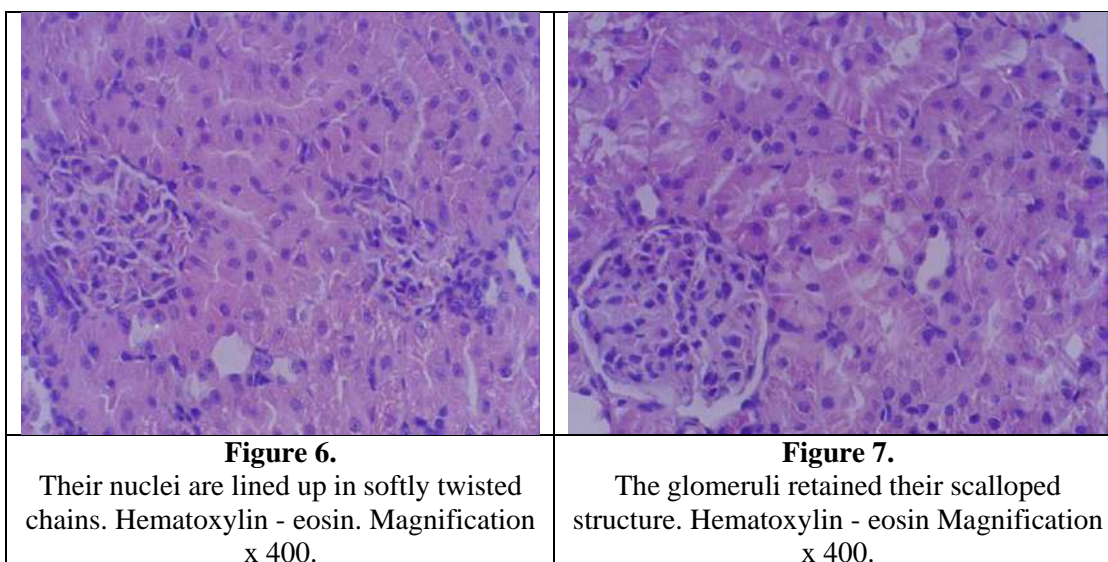 Figure 6.
Their nuclei are lined up in softly twisted
chains. Hematoxylin - eosin. Magnification
x 400.
Figure 7.
The glomeruli retained their scalloped
structure. Hematoxylin - eosin Magnification
x 400.